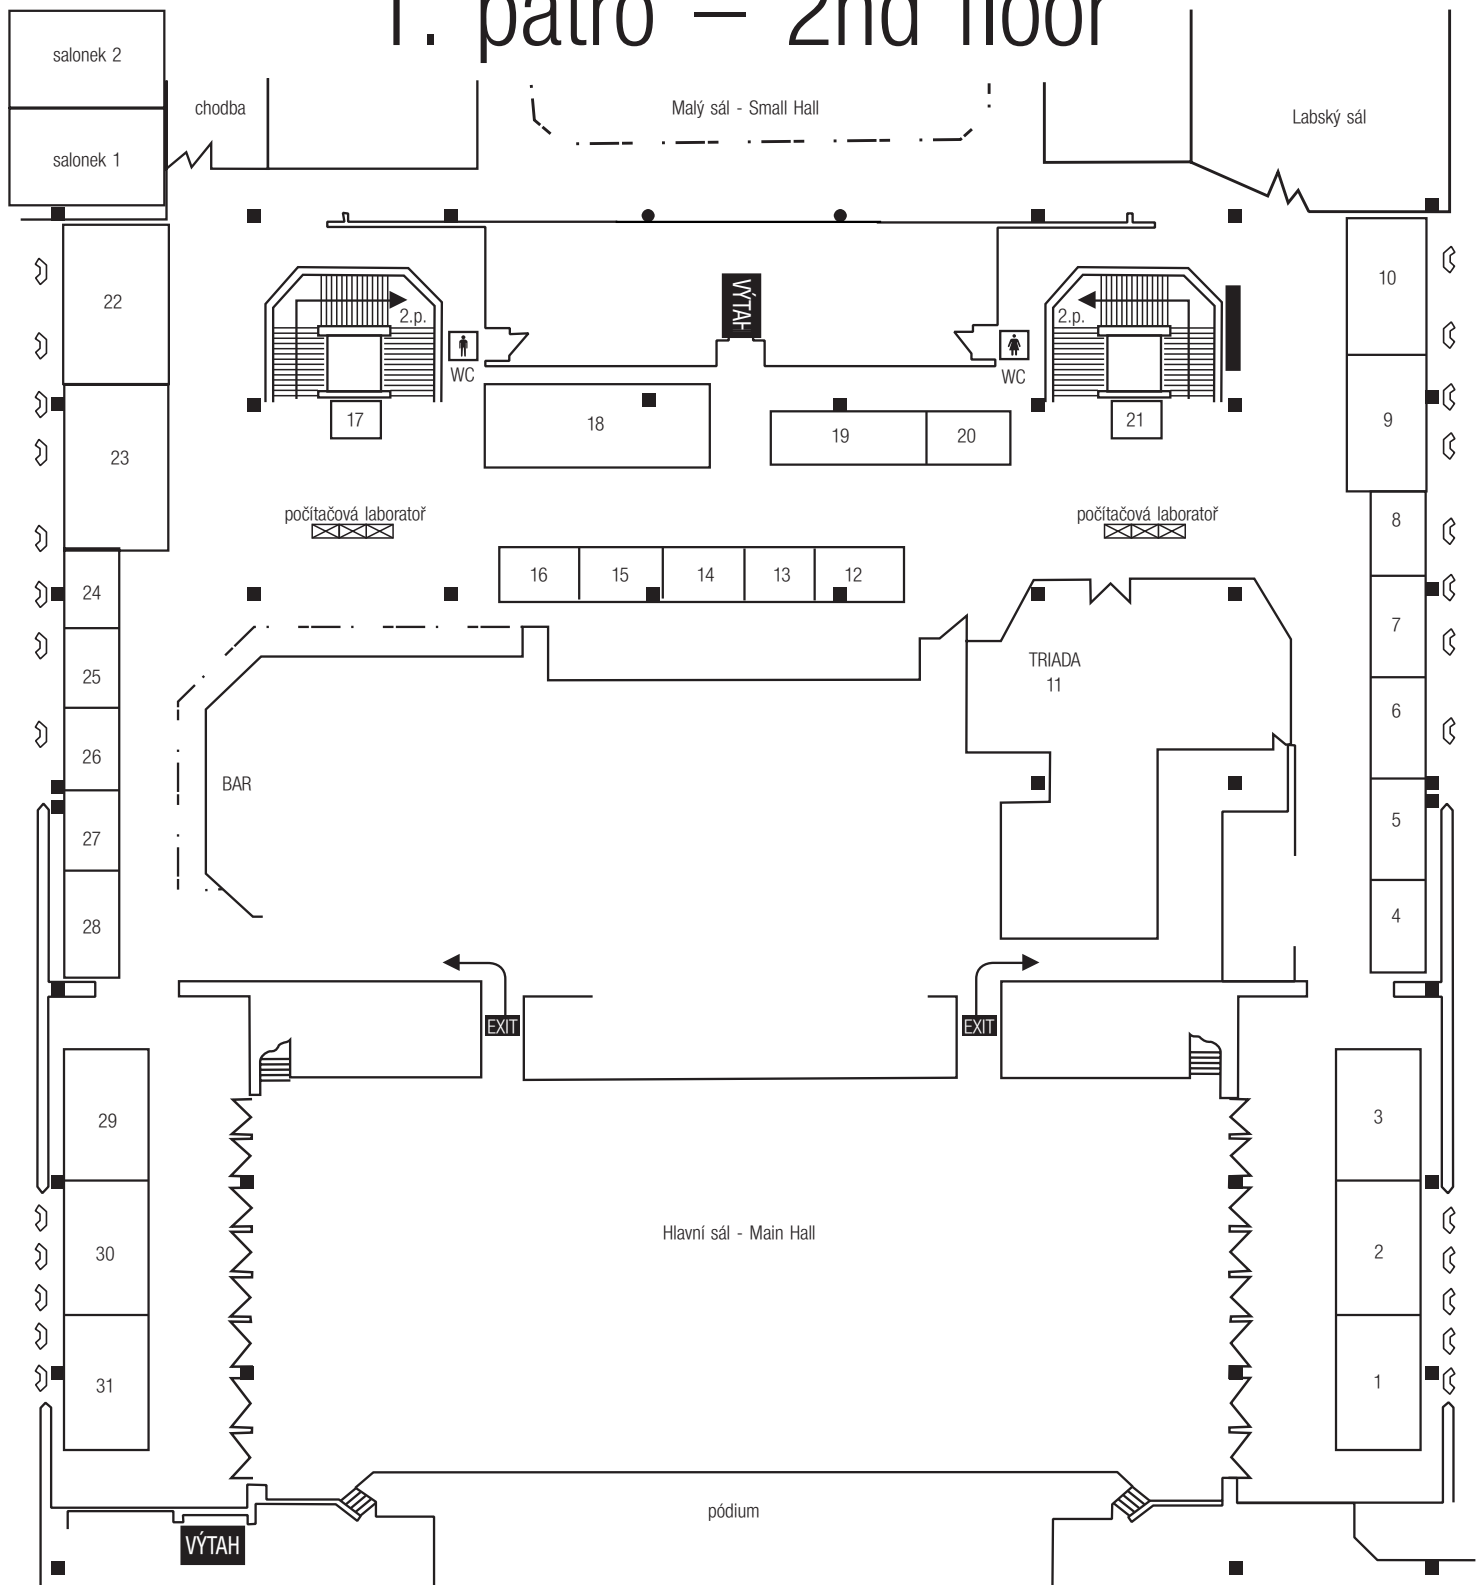 1. patro – 2nd floor
salonek 2
chodba
Malý sál - Small Hall
Labský sál
salonek 1
22
10
VÝTAH
2.p.
2.p.
WC
WC
17
18
19
20
21
9
23
počítačová laboratoř
počítačová laboratoř
8
16
15
14
13
12
24
7
TRIADA
11
25
6
26
BAR
5
27
4
28
EXIT
EXIT
29
3
Hlavní sál - Main Hall
30
2
31
1
pódium
VÝTAH